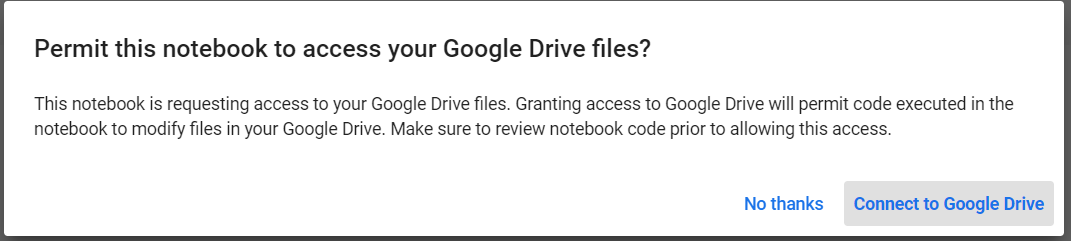 Permit this notebook to access your Google Drive files?
This notebook is requesting access to your Google Drive files. Granting access to Google Drive will permit code executed in the
notebook to modify files in your Google Drive. Make sure to review notebook code prior to allowing this access.
No thanks
Connect to Google Drive